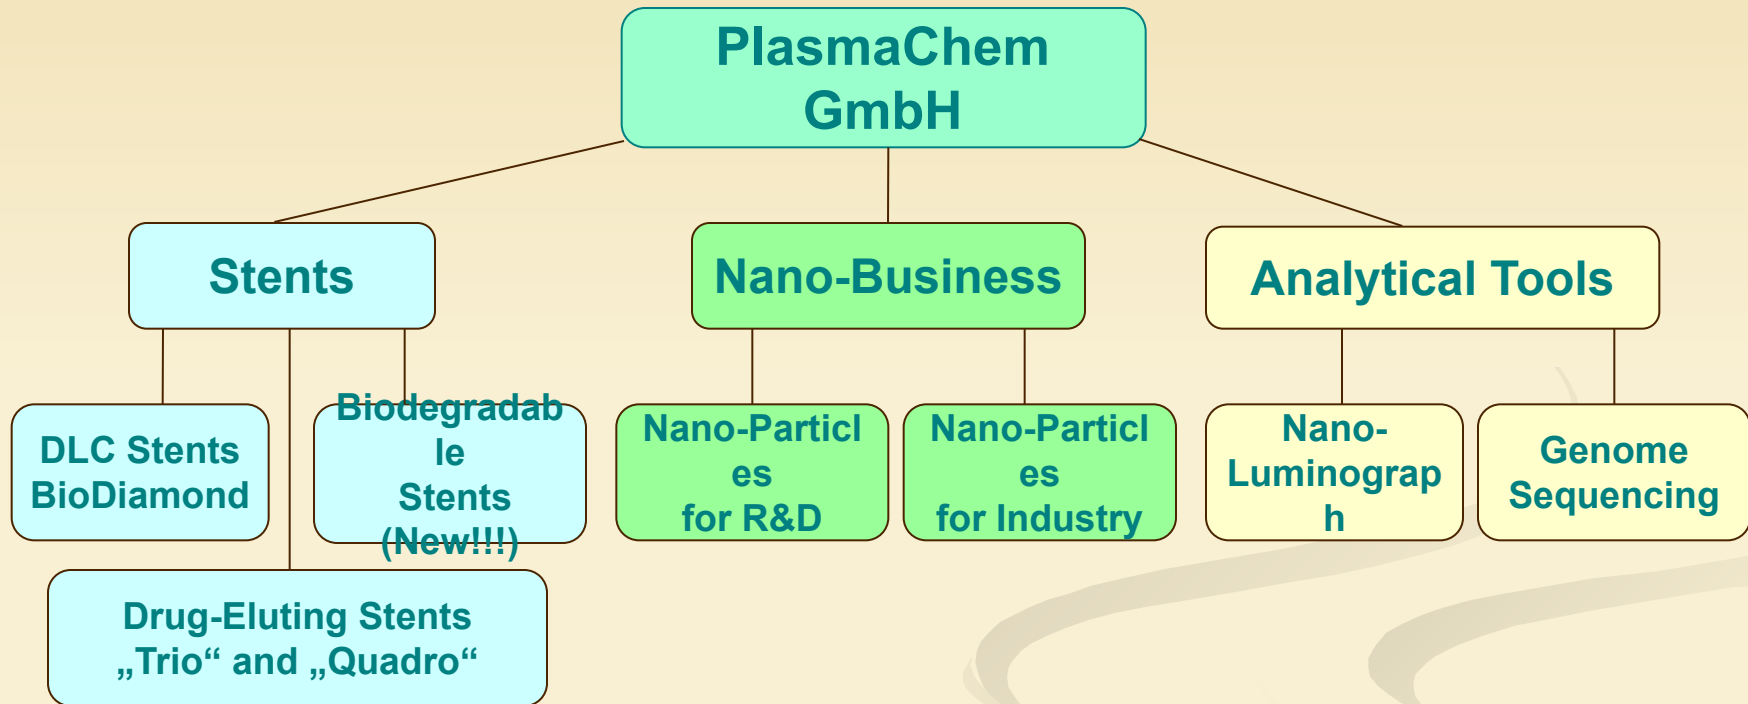 PlasmaChem
GmbH
Stents
Nano-Business
Analytical Tools
DLC Stents
BioDiamond
Biodegradab
le
Stents
(New!!!)
Nano-Particl
es
for R&D
Nano-Particl
es
for Industry
Nano-
Luminograp
h
Genome
Sequencing
Drug-Eluting Stents
„Trio“ and „Quadro“